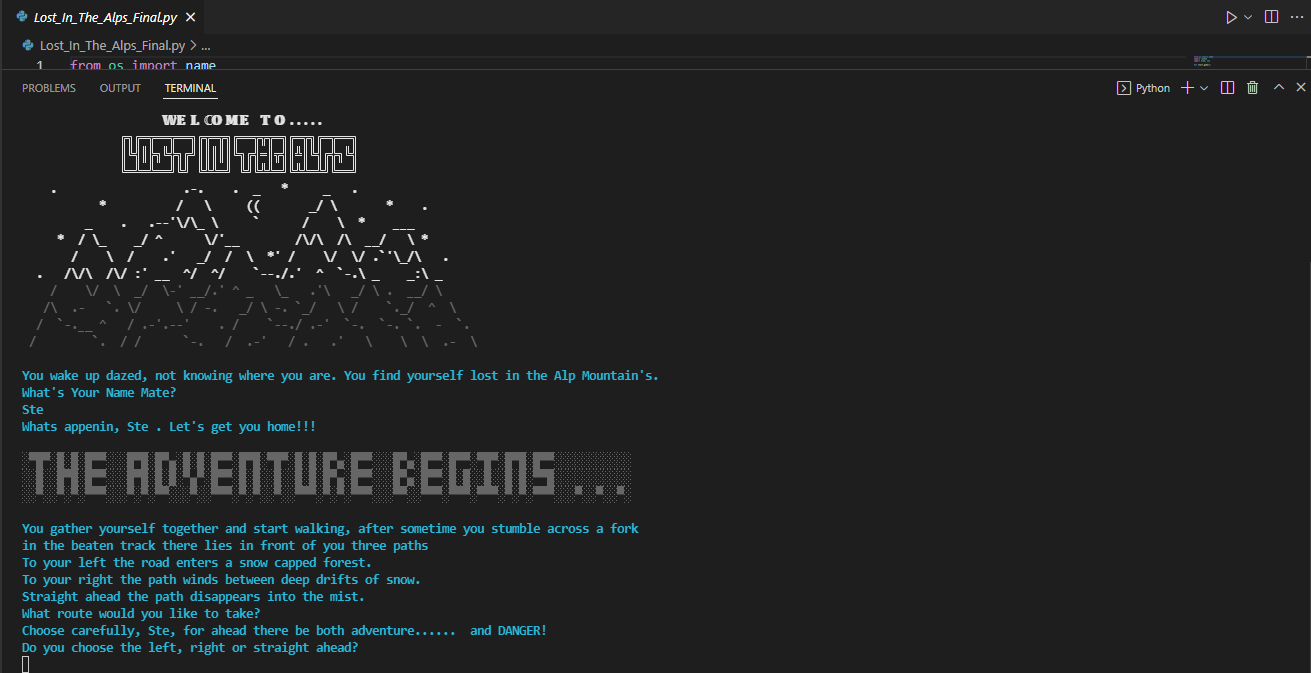 Lost_In_The_Alps_Final.py
Lost_In_The_Alps_Final.py > ...
1 from os import name
PROBLEMS OUTPUT TERMINAL
Python
WELCOME TO.....
LOST IN THE ALPS
You wake up dazed, not knowing where you are. You find yourself lost in the Alp Mountain's.
What's Your Name Mate?
Ste
Whats appenin, Ste . Let's get you home!!!
THE ADVENTURE BEGINS ...
You gather yourself together and start walking, after sometime you stumble across a fork
in the beaten track there lies in front of you three paths
To your left the road enters a snow capped forest.
To your right the path winds between deep drifts of snow.
Straight ahead the path disappears into the mist.
What route would you like to take?
Choose carefully, Ste, for ahead there be both adventure...... and DANGER!
Do you choose the left, right or straight ahead?